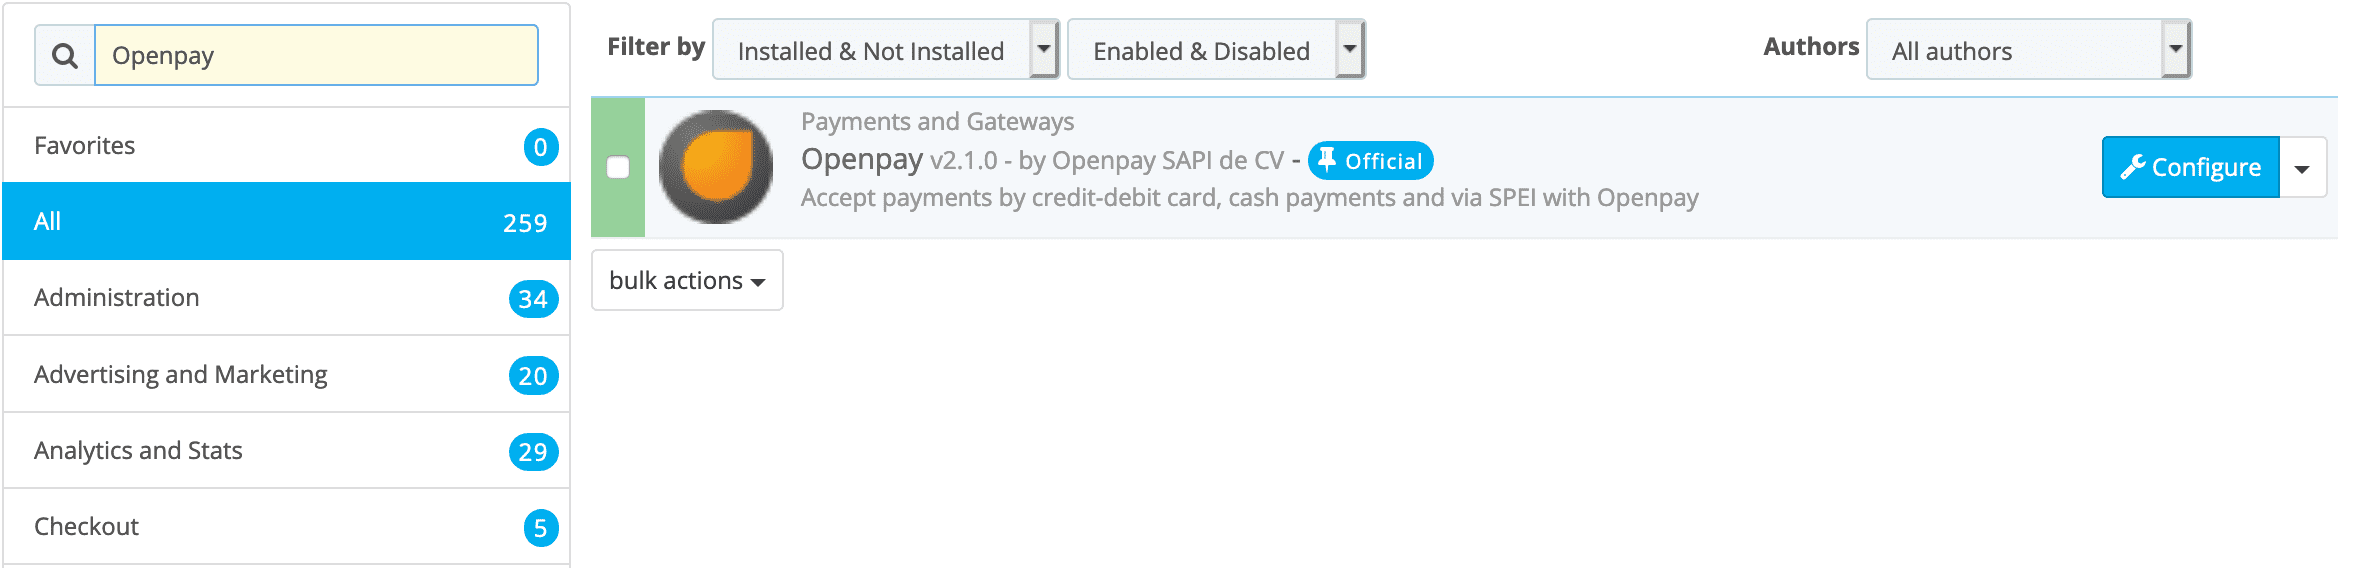 Openpay
Favorites 0
All 259
Administration 34
Advertising and Marketing 20
Analytics and Stats 29
Checkout 5
Filter by Installed & Not Installed Enabled & Disabled Authors All authors
Payments and Gateways
Openpay v2.1.0 - by Openpay SAPI de CV - Official
Accept payments by credit-debit card, cash payments and via SPEI with Openpay
Configure
bulk actions